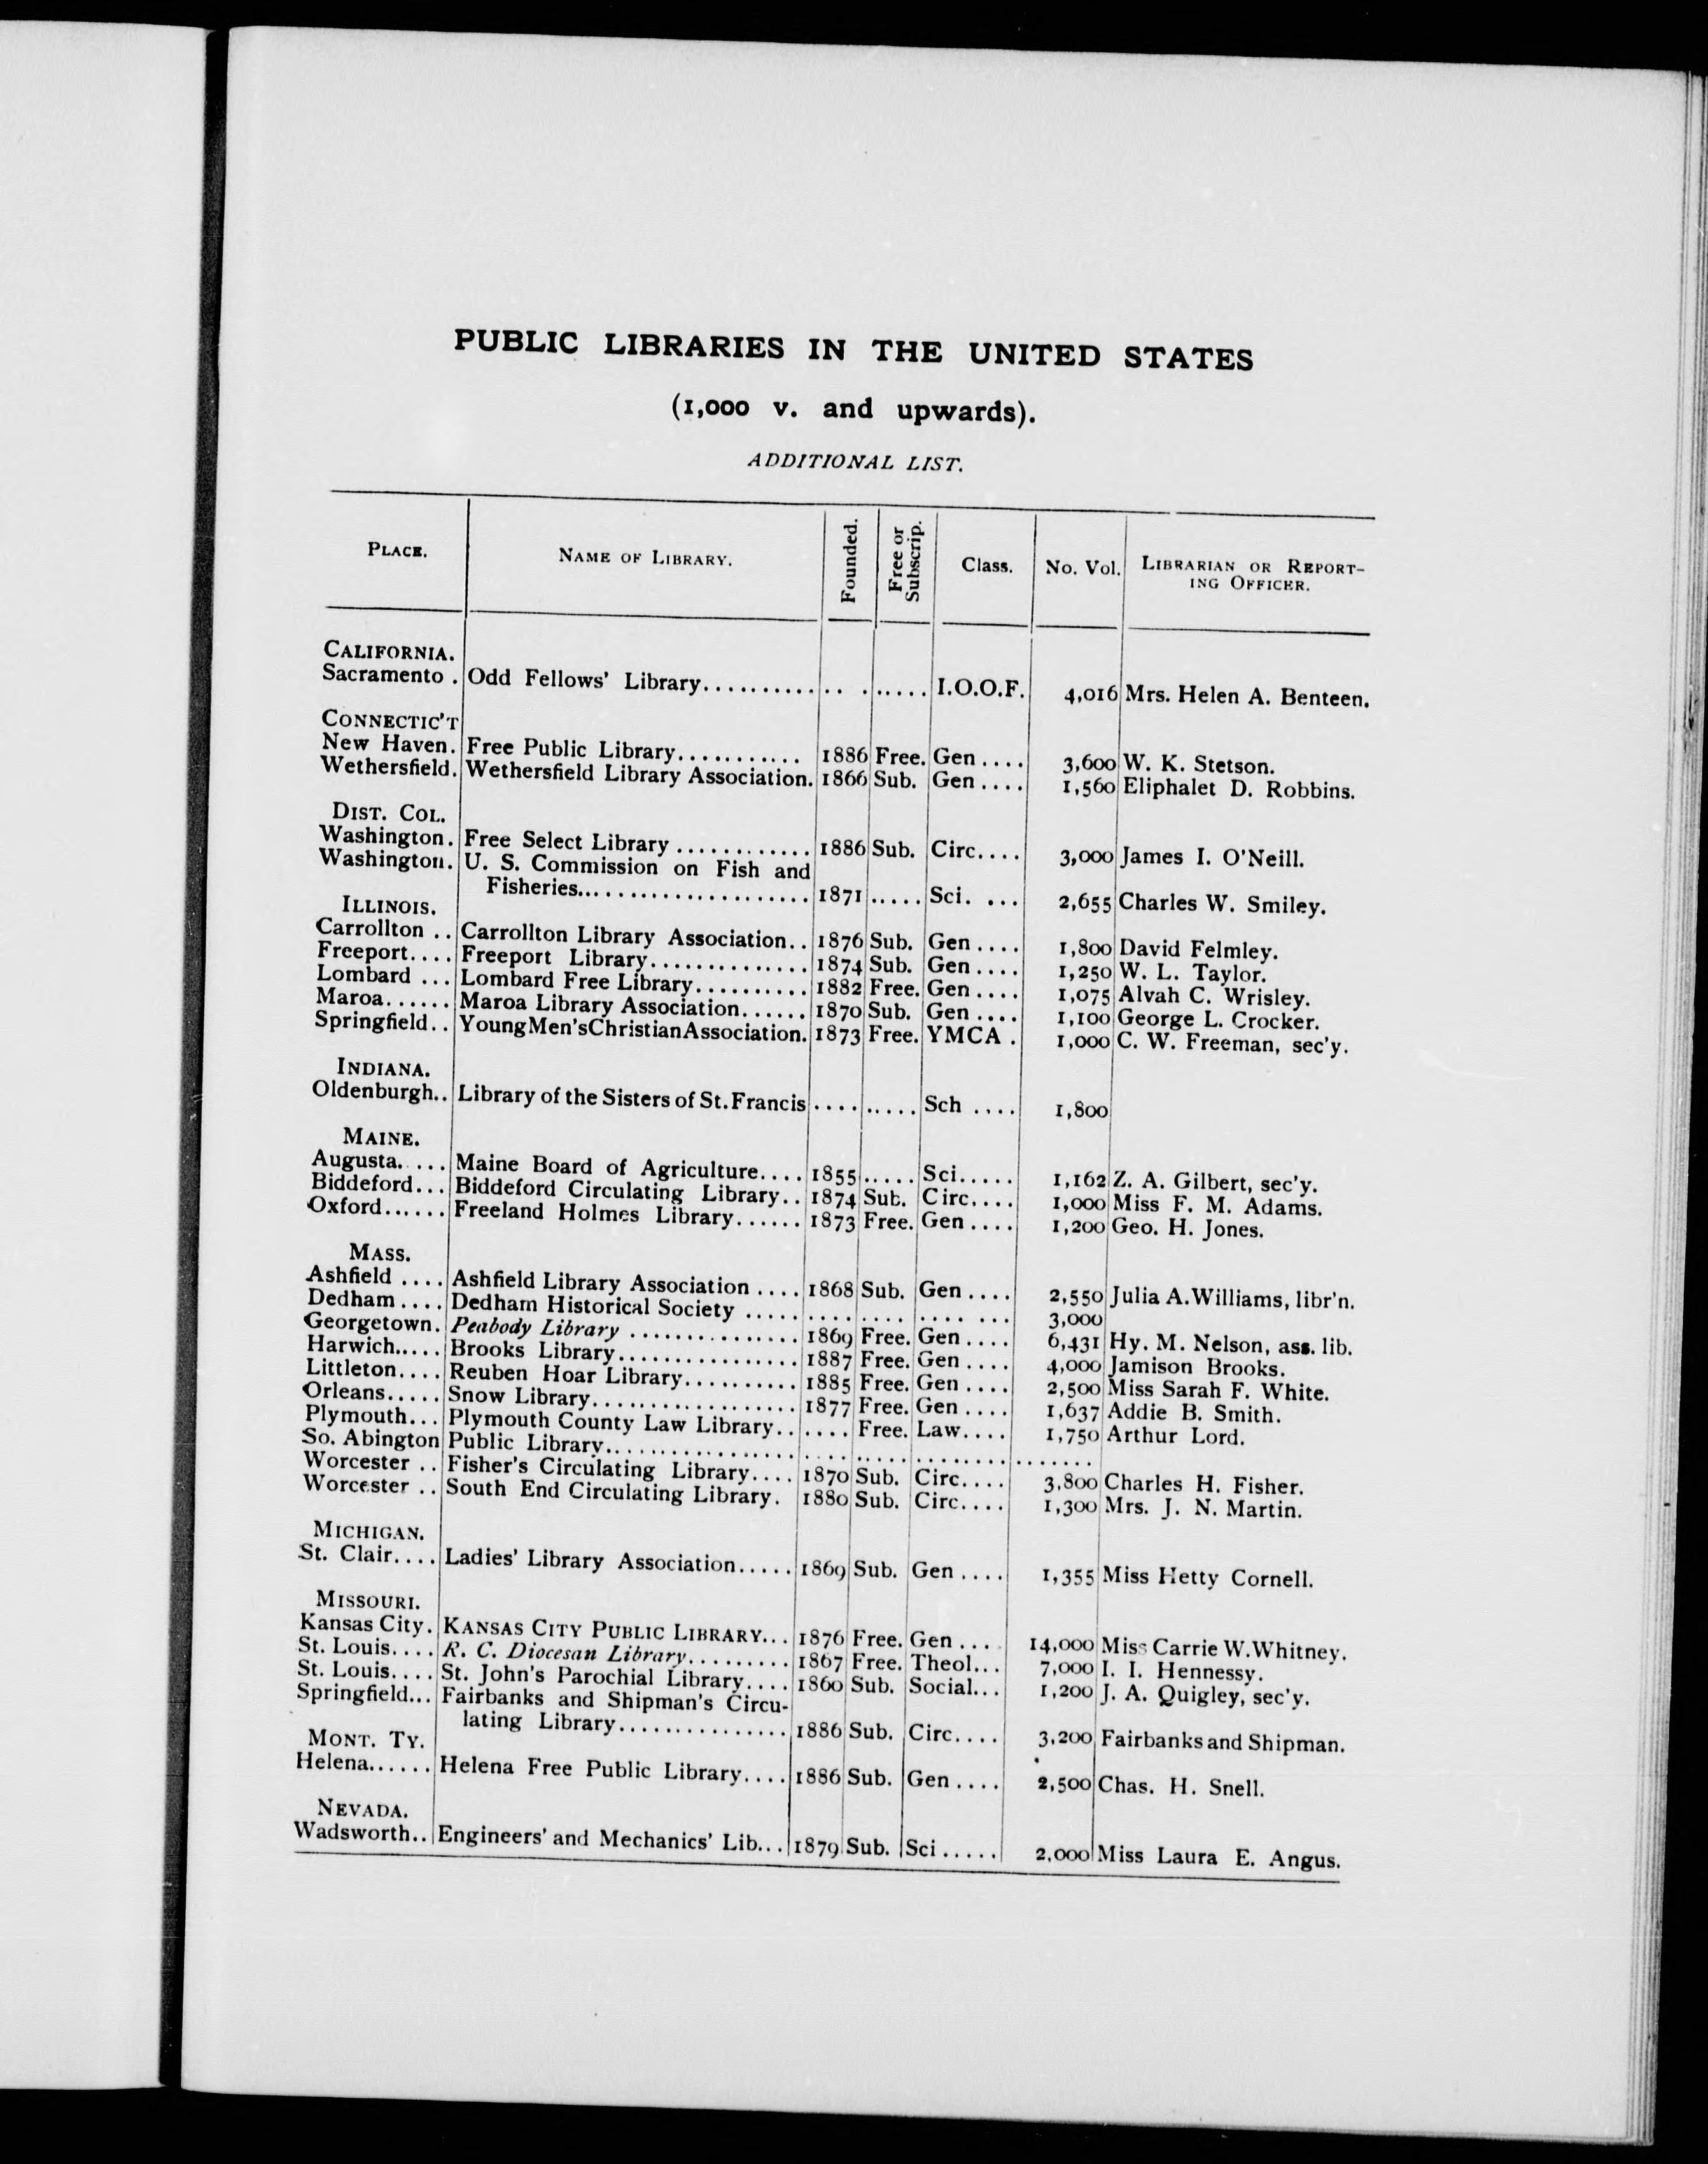 PUBLIC LIBRARIES IN THE UNITED STATES
(1,000 v. and upwards).
ADDITIONAL LIST.
PLACE. NAME OF LIBRARY. Founded. Free or Subscrip. Class. No. Vol. LIBRARIAN OR REPORT-
ING OFFICER.
CALIFORNIA.
Sacramento . Odd Fellows' Library........... .. . ..... I.O.O.F. 4,016 Mrs. Helen A. Benteen.
CONNECTIC'T
New Haven. Free Public Library............ 1886 Free. Gen .... 3,600 W. K. Stetson.
Wethersfield. Wethersfield Library Association. 1866 Sub. Gen .... 1,560 Eliphalet D. Robbins.
DIST. COL.
Washington. Free Select Library ............ 1886 Sub. Circ.... 3,000 James I. O'Neill.
Washington. U. S. Commission on Fish and
Fisheries..................... 1871 ..... Sci. ... 2,655 Charles W. Smiley.
ILLINOIS.
Carrollton .. Carrollton Library Association.. 1876 Sub. Gen .... 1,800 David Felmley.
Freeport.... Freeport Library.............. 1874 Sub. Gen .... 1,250 W. L. Taylor.
Lombard ... Lombard Free Library.......... 1882 Free. Gen .... 1,075 Alvah C. Wrisley.
Maroa...... Maroa Library Association...... 1870 Sub. Gen .... 1,100 George L. Crocker.
Springfield.. Young Men's Christian Association. 1873 Free. YMCA . 1,000 C. W. Freeman, sec'y.
INDIANA.
Oldenburgh.. Library of the Sisters of St. Francis .... ..... Sch .... 1,800
MAINE.
Augusta. ... Maine Board of Agriculture.... 1855 ..... Sci..... 1,162 Z. A. Gilbert, sec'y.
Biddeford... Biddeford Circulating Library.. 1874 Sub. Circ.... 1,000 Miss F. M. Adams.
Oxford...... Freeland Holmes Library...... 1873 Free. Gen .... 1,200 Geo. H. Jones.
MASS.
Ashfield .... Ashfield Library Association .... 1868 Sub. Gen .... 2,550 Julia A. Williams, libr'n.
Dedham .... Dedham Historical Society ..... .... .... .... ... 3,000
Georgetown. Peabody Library ............... 1869 Free. Gen .... 6,431 Hy. M. Nelson, ass. lib.
Harwich..... Brooks Library................ 1887 Free. Gen .... 4,000 Jamison Brooks.
Littleton.... Reuben Hoar Library.......... 1885 Free. Gen .... 2,500 Miss Sarah F. White.
Orleans..... Snow Library.................. 1877 Free. Gen .... 1,637 Addie B. Smith.
Plymouth... Plymouth County Law Library.. .... Free. Law.... 1,750 Arthur Lord.
So. Abington Public Library.................. .... ..... ......... .......
Worcester .. Fisher's Circulating Library.... 1870 Sub. Circ.... 3,800 Charles H. Fisher.
Worcester .. South End Circulating Library. 1880 Sub. Circ.... 1,300 Mrs. J. N. Martin.
MICHIGAN.
St. Clair.... Ladies' Library Association..... 1869 Sub. Gen .... 1,355 Miss Hetty Cornell.
MISSOURI.
Kansas City. KANSAS CITY PUBLIC LIBRARY... 1876 Free. Gen .... 14,000 Miss Carrie W. Whitney.
St. Louis.... R. C. Diocesan Library......... 1867 Free. Theol... 7,000 I. I. Hennessy.
St. Louis.... St. John's Parochial Library.... 1860 Sub. Social... 1,200 J. A. Quigley, sec'y.
Springfield... Fairbanks and Shipman's Circu-
lating Library................ 1886 Sub. Circ.... 3,200 Fairbanks and Shipman.
MONT. TY.
Helena...... Helena Free Public Library.... 1886 Sub. Gen .... 2,500 Chas. H. Snell.
NEVADA.
Wadsworth.. Engineers' and Mechanics' Lib... 1879 Sub. Sci ..... 2,000 Miss Laura E. Angus.